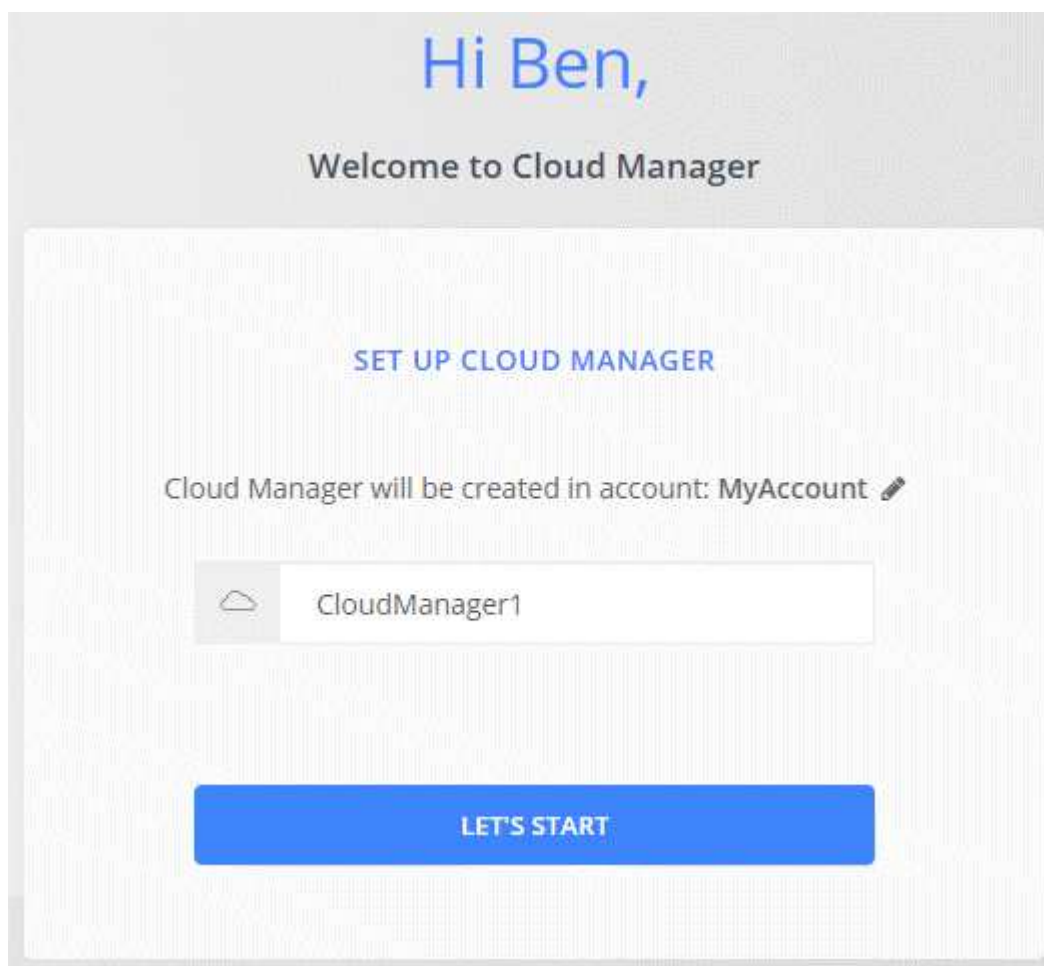 Hi Ben,
Welcome to Cloud Manager
SET UP CLOUD MANAGER
Cloud Manager will be created in account: MyAccount
CloudManager1
LET'S START